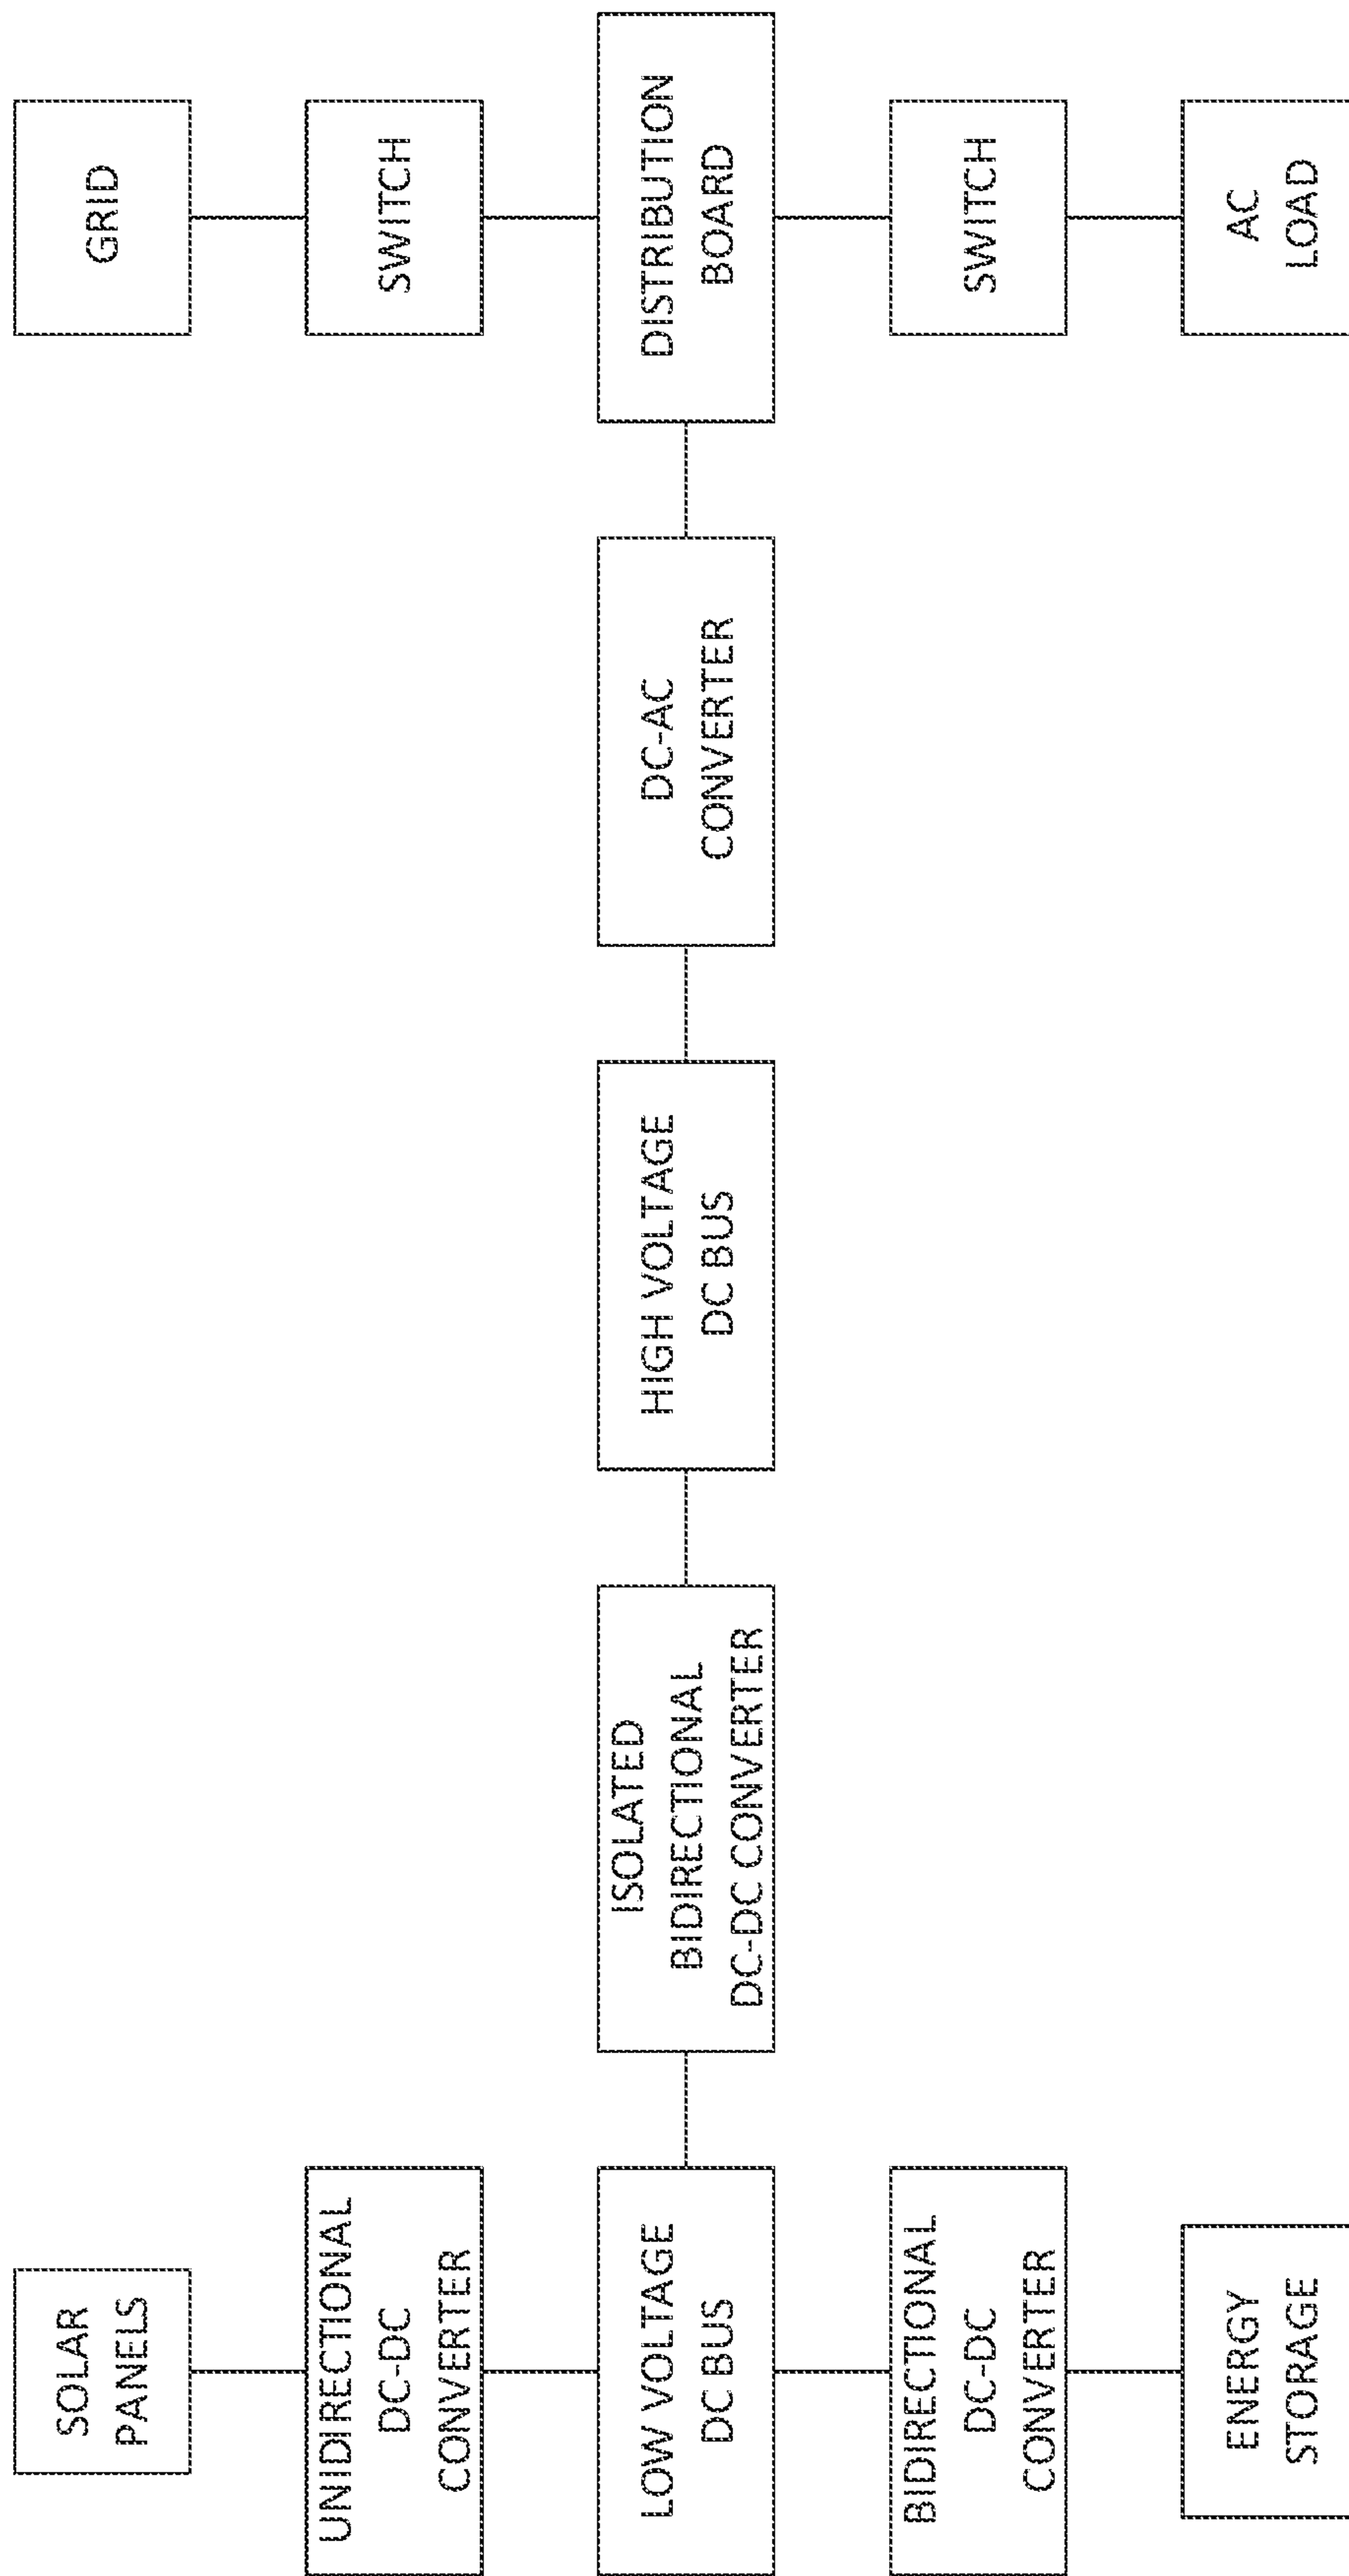 SOLAR
PANELS
UNIDIRECTIONAL
DC-DC
CONVERTER
LOW VOLTAGE
DC BUS
BIDIRECTIONAL
DC-DC
CONVERTER
ENERGY
STORAGE
ISOLATED
BIDIRECTIONAL
DC-DC CONVERTER
HIGH VOLTAGE
DC BUS
DC-AC
CONVERTER
GRID
SWITCH
DISTRIBUTION
BOARD
SWITCH
AC
LOAD